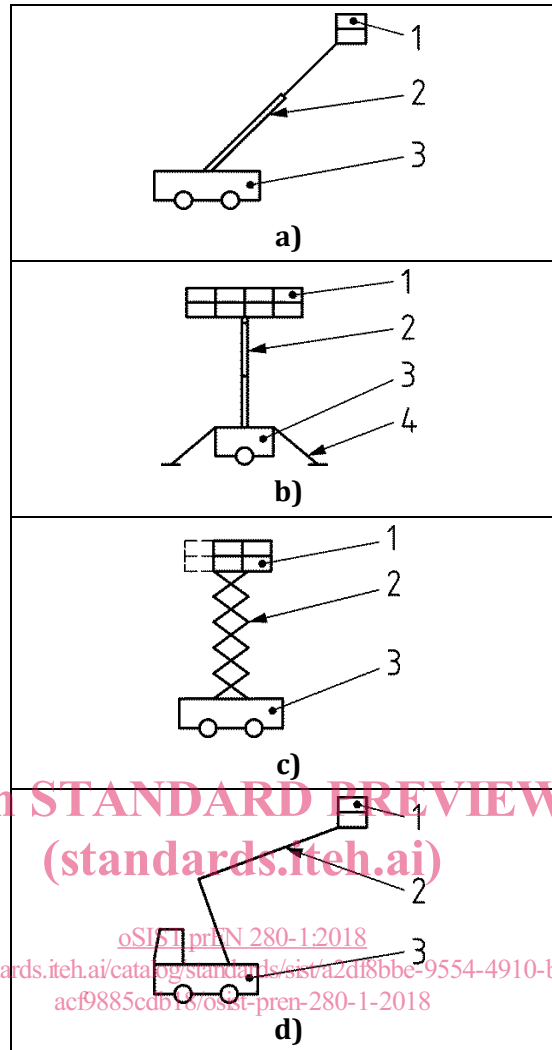 1
2
3
a)
1
2
3
4
b)
1
2
3
c)
STANDARD PREVIEW
1
(standards.iteh.ai)
2
oSIST prEN 280-1:2018
3
ards.iteh.ai/catalog/standards/sist/a2df8bbe-9554-4910-b
acf9885cdb18/osist-pren-280-1-2018
d)